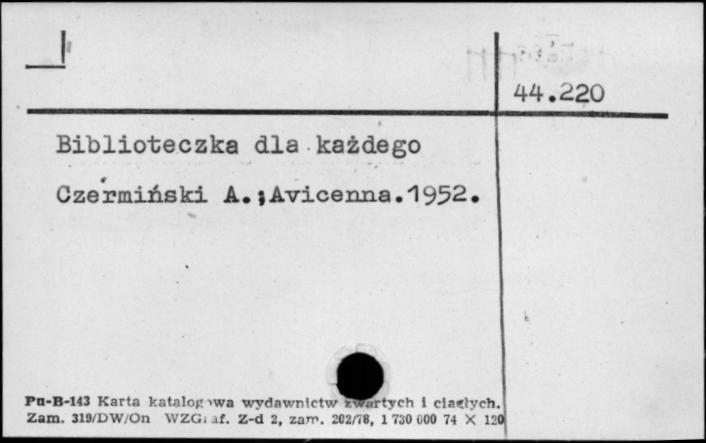 44.220
Biblioteczka dla każdego
Czermiński A.;Avicenna.1952.
Pu-B-143 Karta katalogowa wydawnictw zwartych i ciągłych.
Zam. 319/DW/On WZGraf. Z-d 2, zam. 202/78, 1 730 000 74 X 120